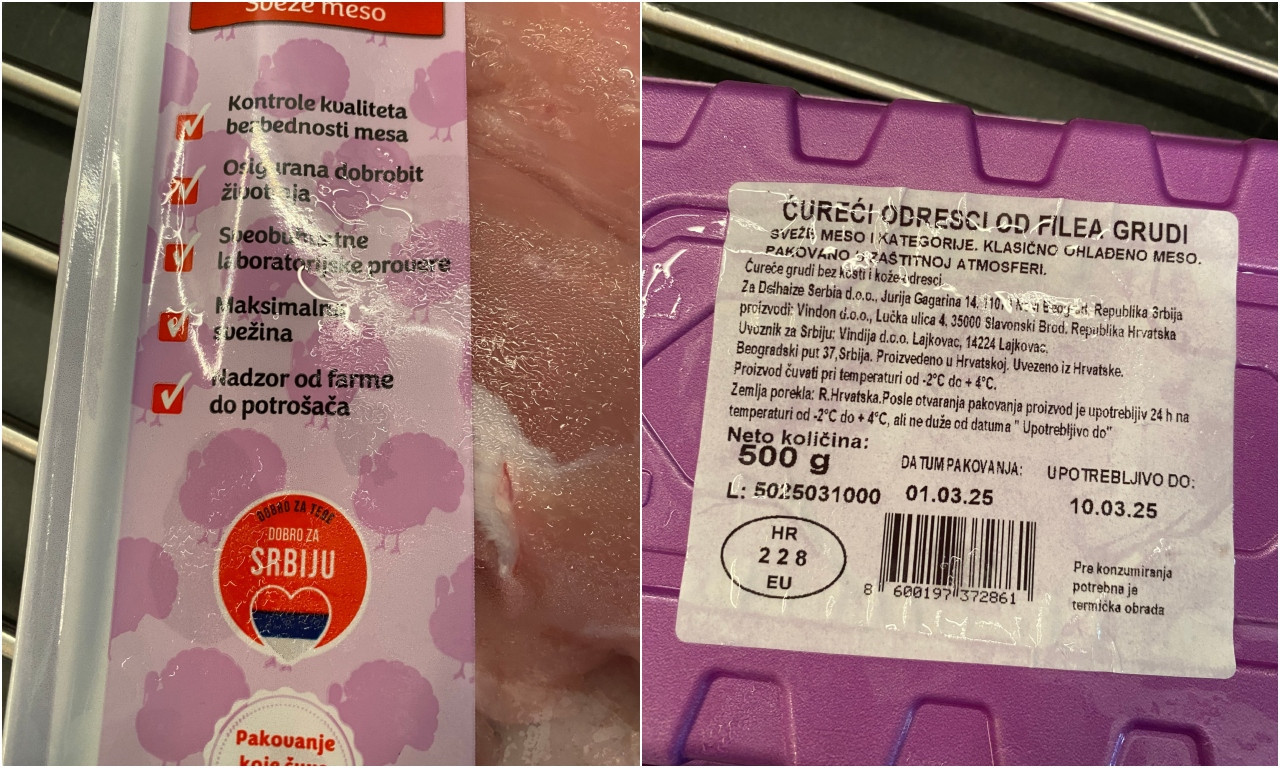 Sveže meso
Kontrole kvaliteta
bezbednosti mesa
Osigurana dobrobit
životinja
Sveobuhvatne
laboratorijske provere
Maksimalna
svežina
Nadzor od farme
do potrošača
DOBRO ZA TEBE
DOBRO ZA
SRBIJU
Pakovanje
koje čuva
ĆUREĆI ODRESCI OD FILEA GRUDI
SVEŽE MESO I KATEGORIJE. KLASIČNO OHLAĐENO MESO.
PAKOVANO U ZAŠTITNOJ ATMOSFERI.
Ćureće grudi bez kosti i kože-odresci
Za Delhaize Serbia d.o.o., Jurija Gagarina 14, 11070 Novi Beograd, Republika Srbija
proizvodi: Vindon d.o.o., Lučka ulica 4, 35000 Slavonski Brod, Republika Hrvatska
Uvoznik za Srbiju: Vindija d.o.o. Lajkovac, 14224 Lajkovac,
Beogradski put 37,Srbija. Proizvedeno u Hrvatskoj. Uvezeno iz Hrvatske.
Proizvod čuvati pri temperaturi od -2°C do + 4°C.
Zemlja porekla: R.Hrvatska.Posle otvaranja pakovanja proizvod je upotrebljiv 24 h na
temperaturi od -2°C do + 4°C, ali ne duže od datuma " Upotrebljivo do"
Neto količina:
500 g
DATUM PAKOVANJA:
UPOTREBLJIVO DO:
L: 5025031000
01.03.25
10.03.25
HR
228
EU
8 600197 372861
Pre konzumiranja
potrebna je
termička obrada